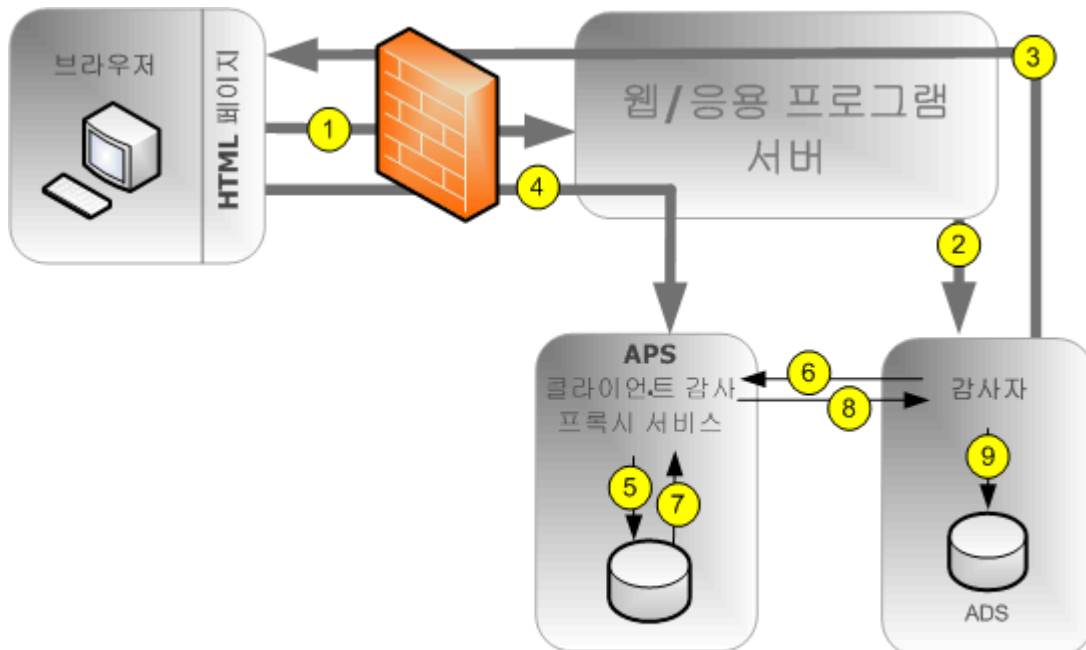 브라우저
HTML 페이지
1
웹/응용 프로그램
서버
3
4
2
APS
클라이언트 감사
프록시 서비스
6
8
감사자
5
7
9
ADS